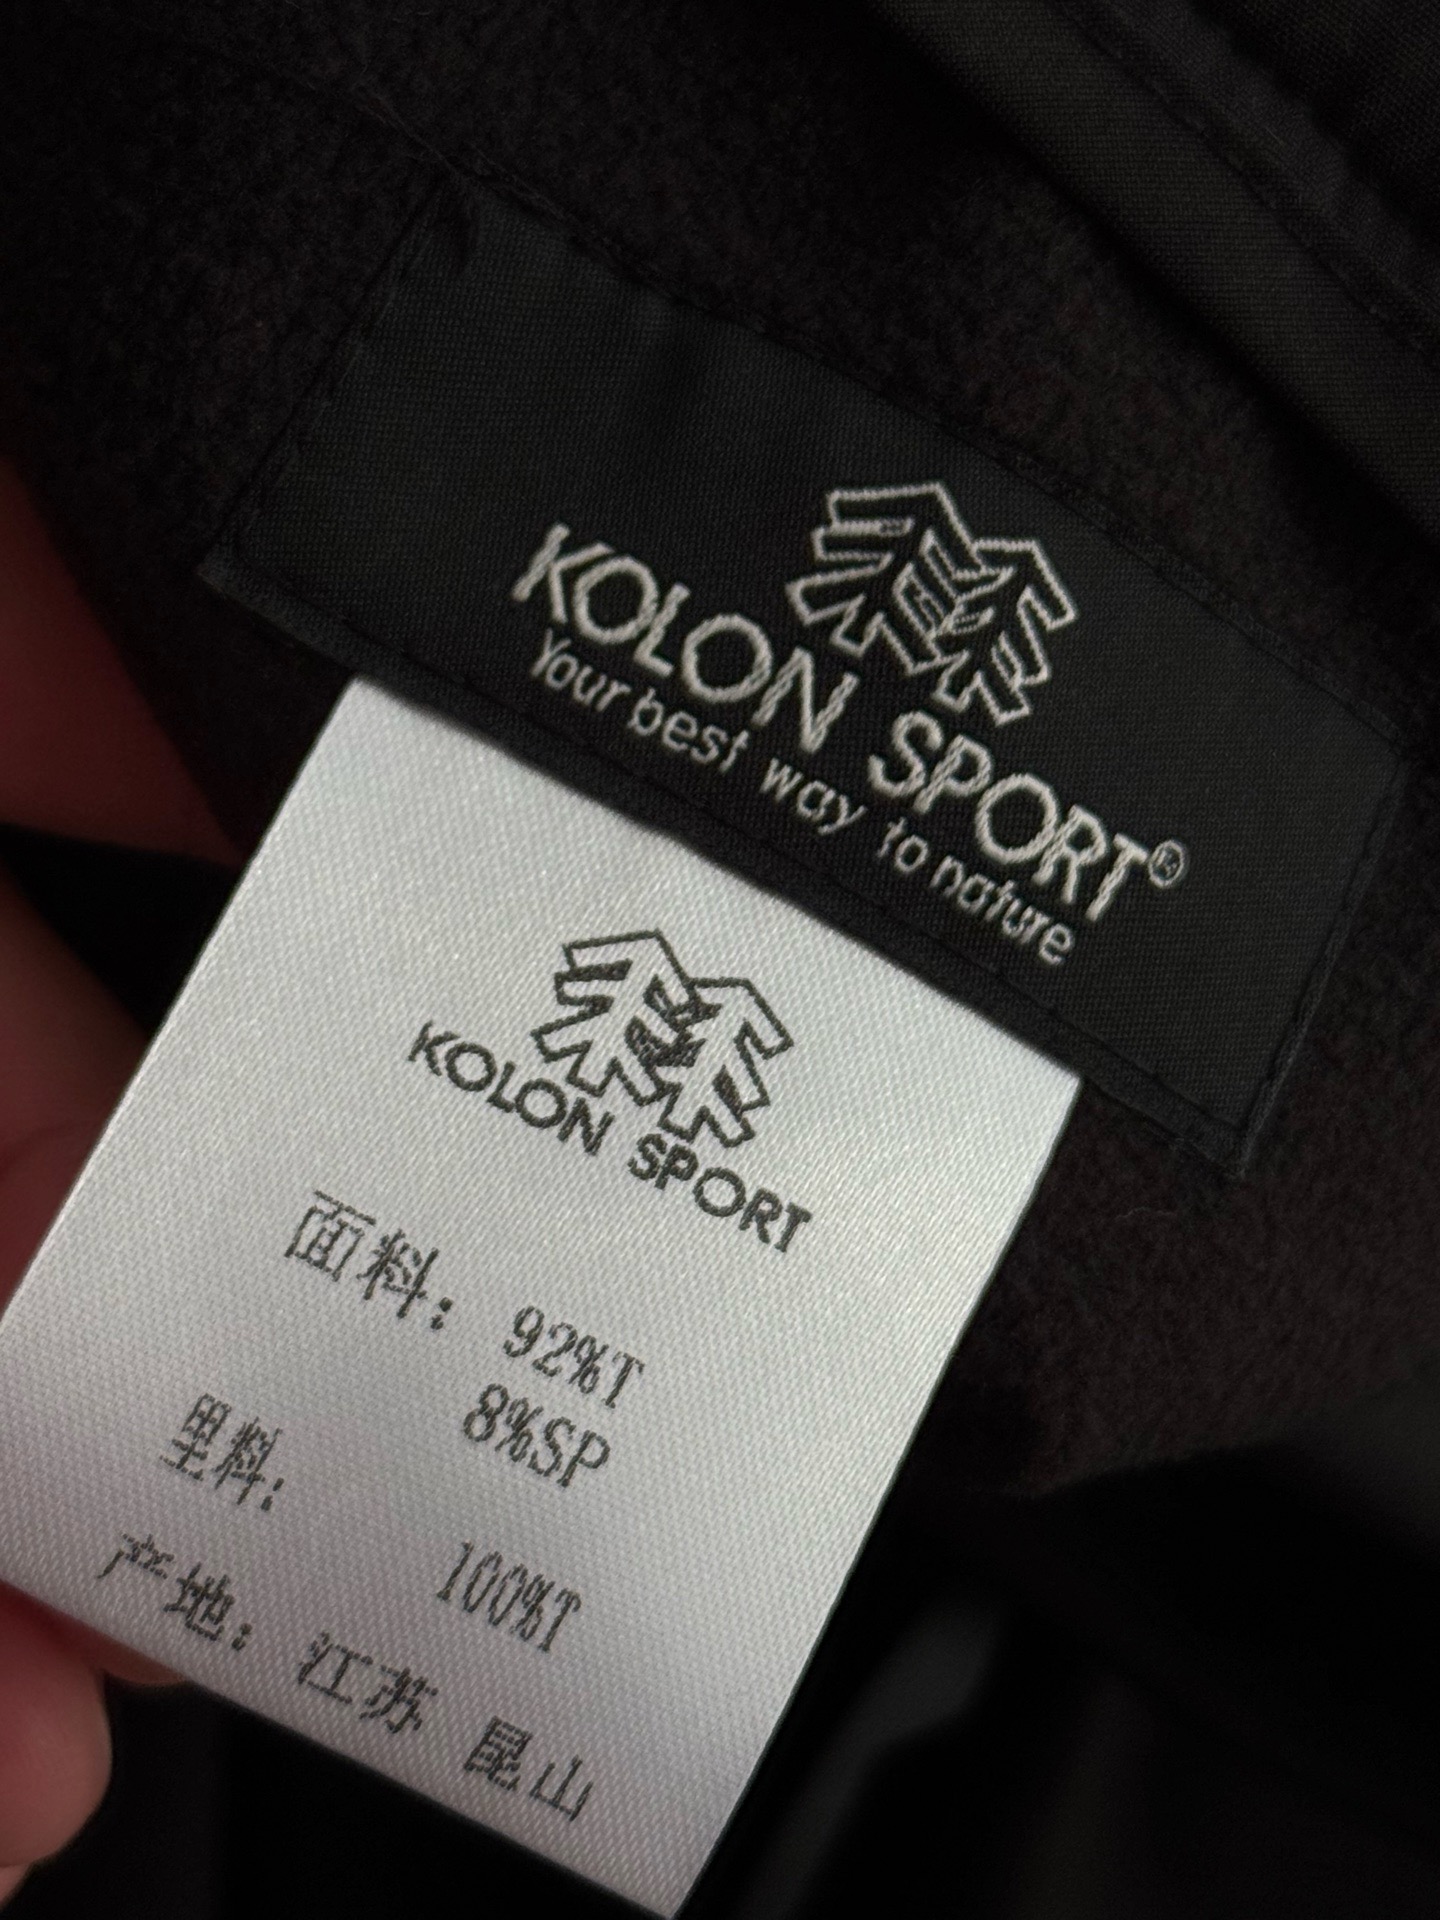 KOLON SPORT®
Your best way to nature
KOLON SPORT
面料: 92%T
8%SP
里料:
100%T
产地: 江苏 昆山